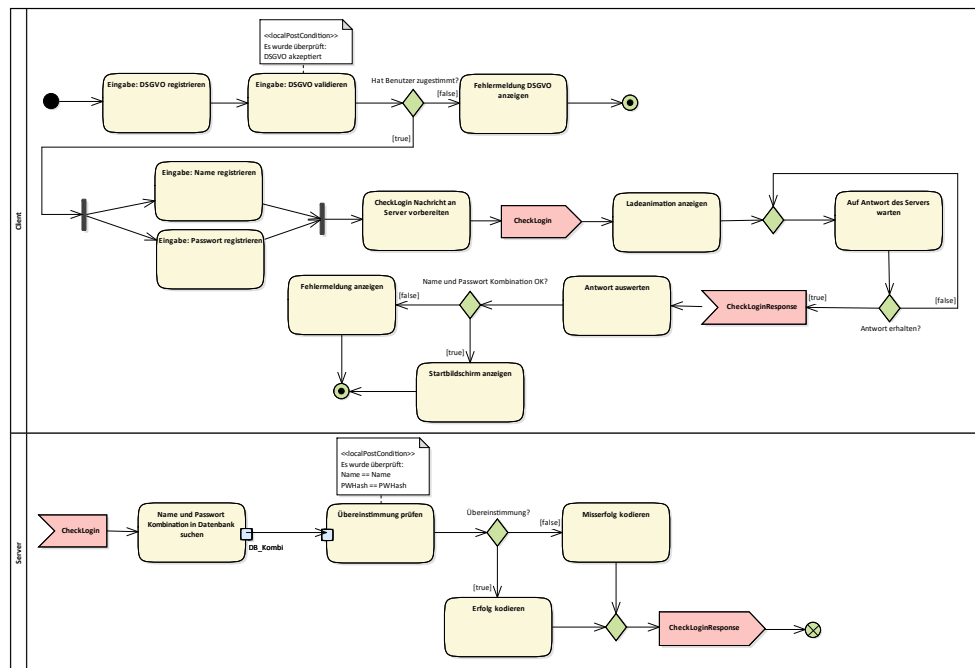 Client
<<localPostCondition>>
Es wurde überprüft:
DSGVO akzeptiert
Eingabe: DSGVO registrieren
Eingabe: DSGVO validieren
Hat Benutzer zugestimmt?
[false]
[true]
Fehlermeldung DSGVO
anzeigen
Eingabe: Name registrieren
Eingabe: Passwort registrieren
CheckLogin Nachricht an
Server vorbereiten
CheckLogin
Ladeanimation anzeigen
Auf Antwort des Servers
warten
[false]
[true]
Antwort erhalten?
CheckLoginResponse
Antwort auswerten
Name und Passwort Kombination OK?
[false]
[true]
Fehlermeldung anzeigen
Startbildschirm anzeigen
Server
<<localPostCondition>>
Es wurde überprüft:
Name == Name
PWHash == PWHash
CheckLogin
Name und Passwort
Kombination in Datenbank
suchen
DB_Kombi
Übereinstimmung prüfen
Übereinstimmung?
[false]
[true]
Misserfolg kodieren
Erfolg kodieren
CheckLoginResponse